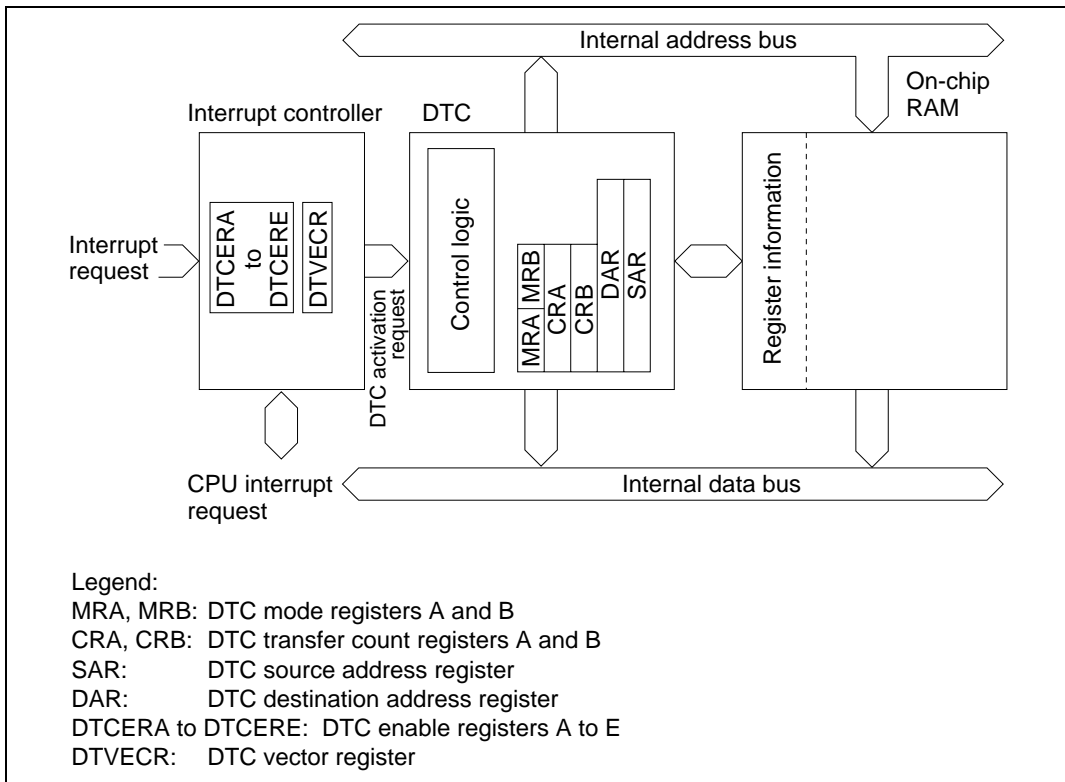 Internal address bus
On-chip
RAM
Interrupt controller
DTC
Interrupt
request
DTCERA
to
DTCERE
DTVECR
DTC activation
request
Control logic
MRA
MRB
CRA
CRB
DAR
SAR
Register information
CPU interrupt
request
Internal data bus
Legend:
MRA, MRB: DTC mode registers A and B
CRA, CRB: DTC transfer count registers A and B
SAR: DTC source address register
DAR: DTC destination address register
DTCERA to DTCERE: DTC enable registers A to E
DTVECR: DTC vector register